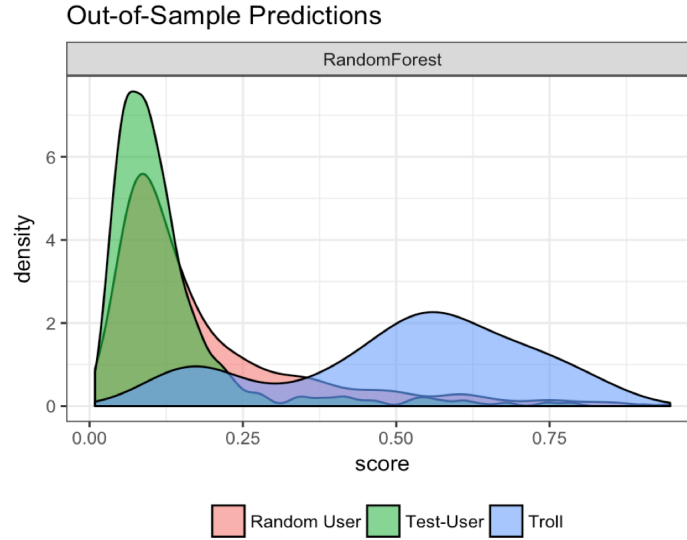 Out-of-Sample Predictions
RandomForest
density
6
4
2
0
0.00 0.25 0.50 0.75
score
Random User Test-User Troll